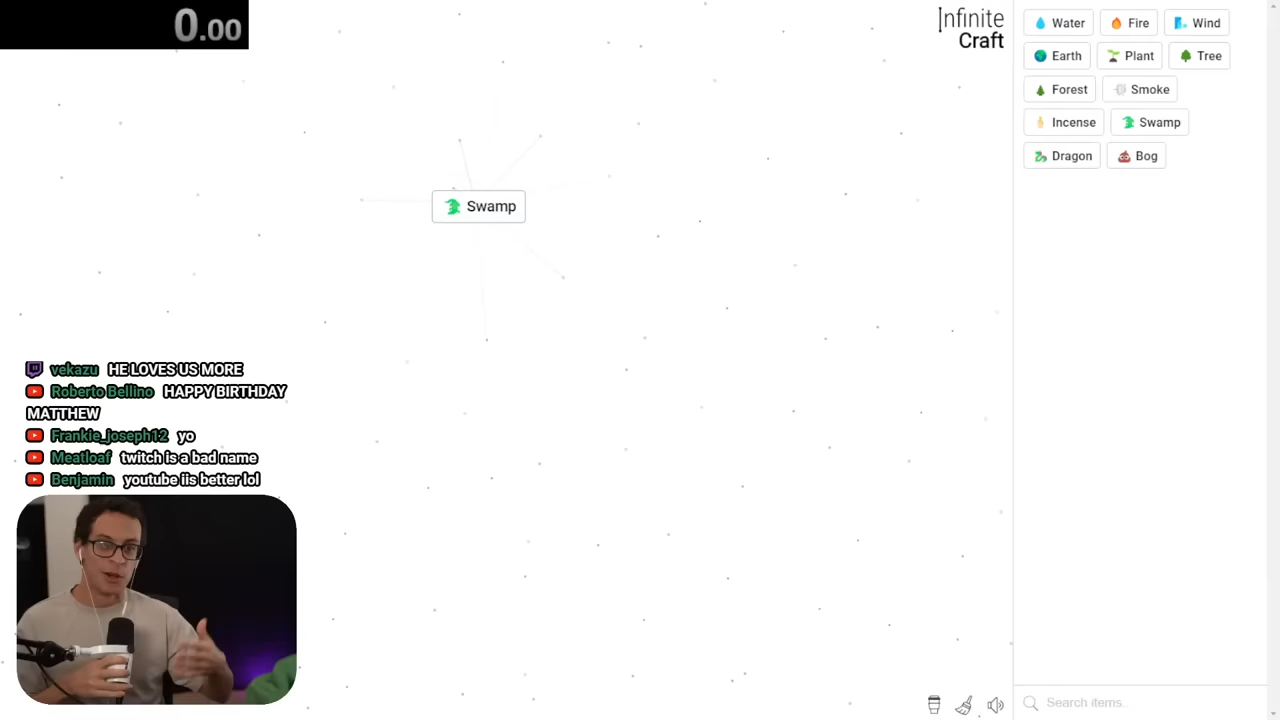 0.00
Infinite
Craft
Water
Fire
Wind
Earth
Plant
Tree
Forest
Smoke
Incense
Swamp
Dragon
Bog
Swamp
vekazu HE LOVES US MORE
Roberto Bellino HAPPY BIRTHDAY
MATTHEW
Frankie_joseph12 yo
Meatloaf twitch is a bad name
Benjamin youtube iis better lol
Search items..